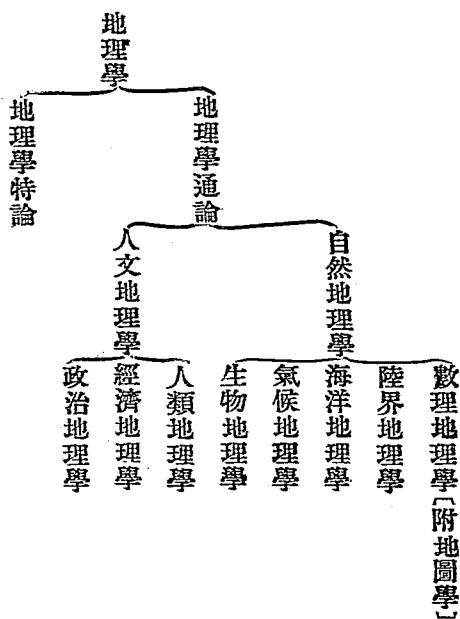 地理學
地理學通論
地理學特論
自然地理學
人文地理學
數理地理學〔附地圖學〕
陸界地理學
海洋地理學
氣候地理學
生物地理學
人類地理學
經濟地理學
政治地理學